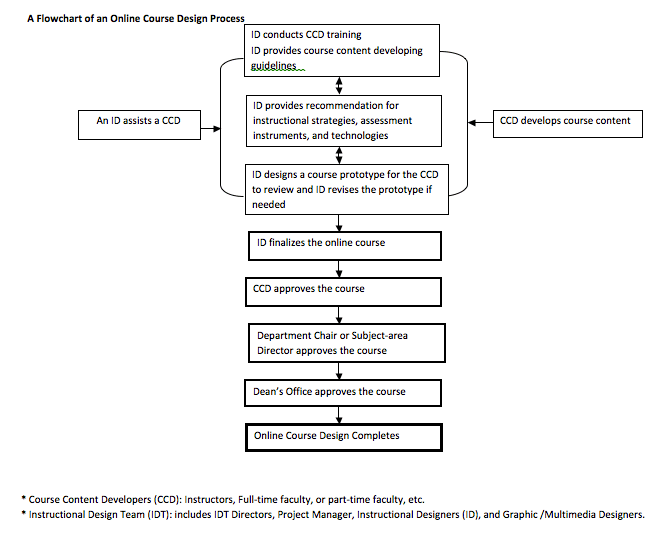 A Flowchart of an Online Course Design Process
ID conducts CCD training
ID provides course content developing
guidelines
An ID assists a CCD
ID provides recommendation for
instructional strategies, assessment
instruments, and technologies
CCD develops course content
ID designs a course prototype for the CCD
to review and ID revises the prototype if
needed
ID finalizes the online course
CCD approves the course
Department Chair or Subject-area
Director approves the course
Dean's Office approves the course
Online Course Design Completes
* Course Content Developers (CCD): Instructors, Full-time faculty, or part-time faculty, etc.
* Instructional Design Team (IDT): includes IDT Directors, Project Manager, Instructional Designers (ID), and Graphic /Multimedia Designers.